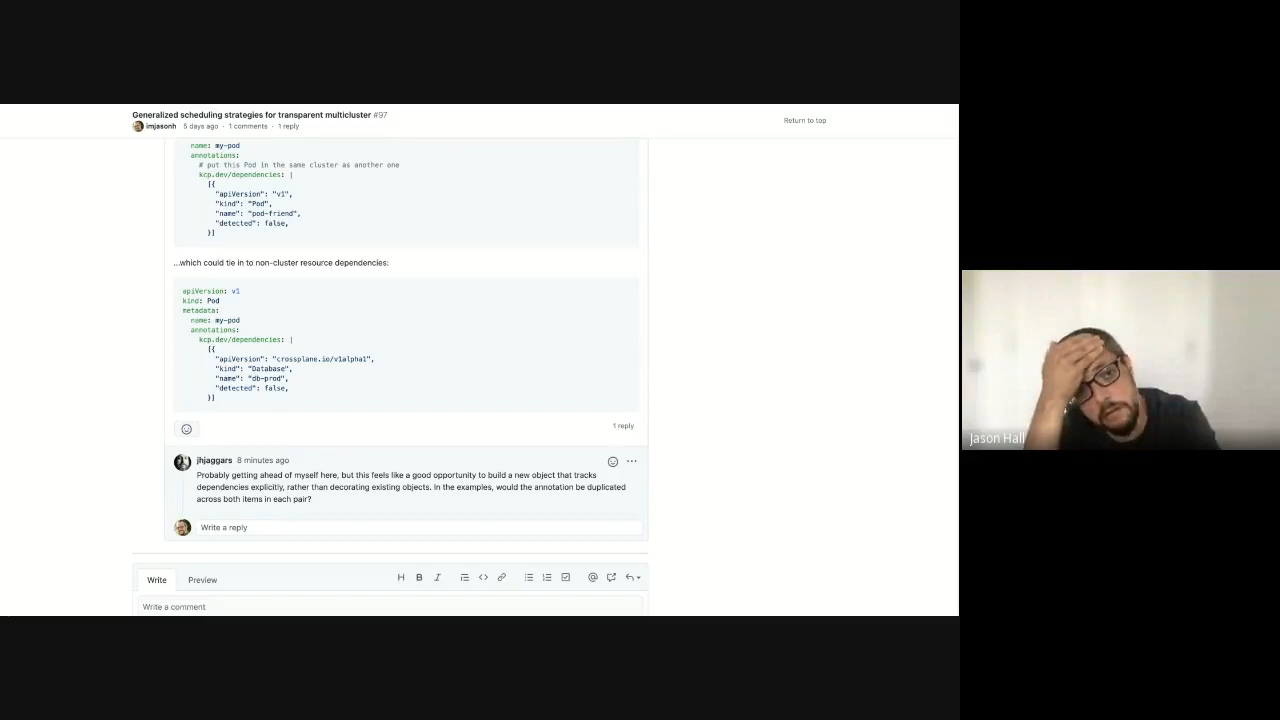 Generalized scheduling strategies for transparent multicluster #97
imjasonh 5 days ago · 1 comments · 1 reply
Return to top
name: my-pod
annotations:
# put this Pod in the same cluster as another one
kcp.dev/dependencies: |
[{
"apiVersion": "v1",
"kind": "Pod",
"name": "pod-friend",
"detected": false,
}]
...which could tie in to non-cluster resource dependencies:
apiVersion: v1
kind: Pod
metadata:
name: my-pod
annotations:
kcp.dev/dependencies: |
[{
"apiVersion": "crossplane.io/v1alpha1",
"kind": "Database",
"name": "db-prod",
"detected": false,
}]
1 reply
jhjaggars 8 minutes ago
Probably getting ahead of myself here, but this feels like a good opportunity to build a new object that tracks
dependencies explicitly, rather than decorating existing objects. In the examples, would the annotation be duplicated
across both items in each pair?
Write a reply
Write Preview
Write a comment
Jason Hall